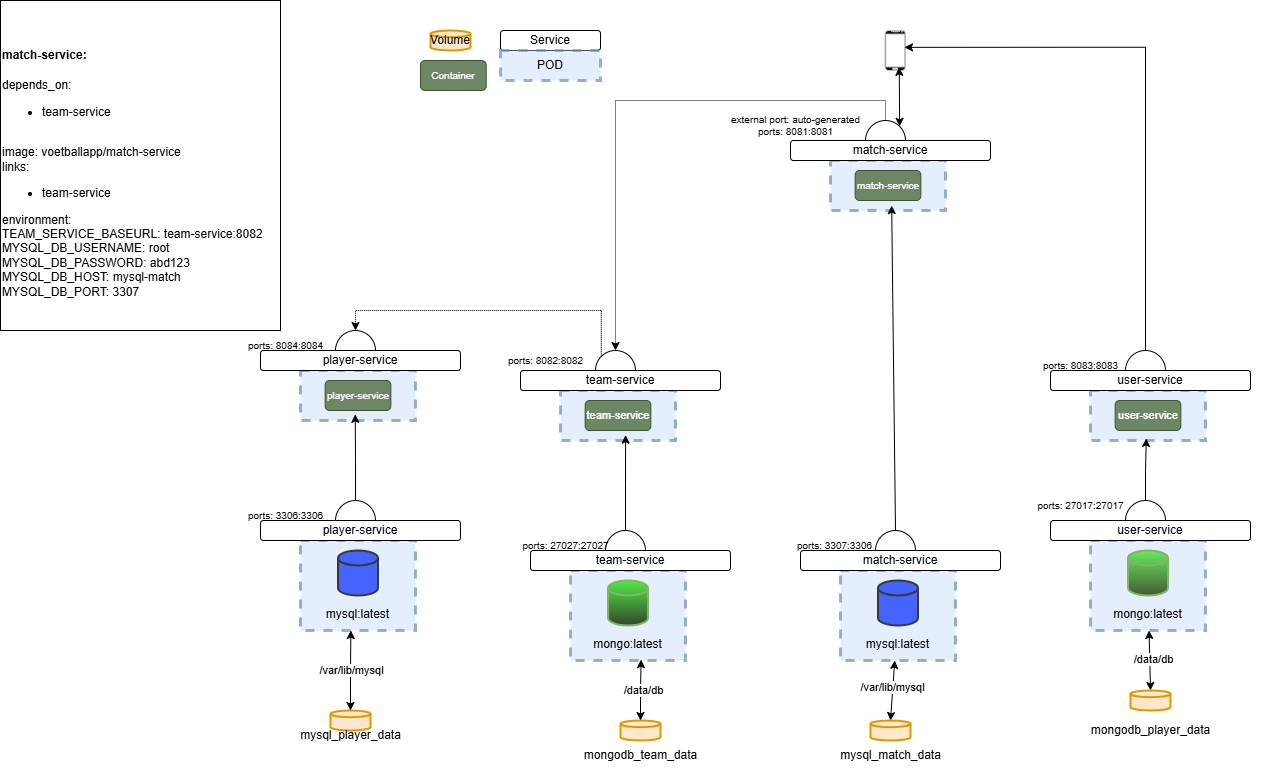 match-service:
depends_on:
team-service
image: voetballapp/match-service
links:
team-service
environment:
TEAM_SERVICE_BASEURL: team-service:8082
MYSQL_DB_USERNAME: root
MYSQL_DB_PASSWORD: abd123
MYSQL_DB_HOST: mysql-match
MYSQL_DB_PORT: 3307
Volume
Service
Container
POD
external port: auto-generated
ports: 8081:8081
match-service
match-service
ports: 8084:8084
player-service
player-service
ports: 8082:8082
team-service
team-service
ports: 8083:8083
user-service
user-service
ports: 3306:3306
player-service
mysql:latest
/var/lib/mysql
mysql_player_data
ports: 27027:27027
team-service
mongo:latest
/data/db
mongodb_team_data
ports: 3307:3306
match-service
mysql:latest
/var/lib/mysql
mysql_match_data
ports: 27017:27017
user-service
mongo:latest
/data/db
mongodb_player_data